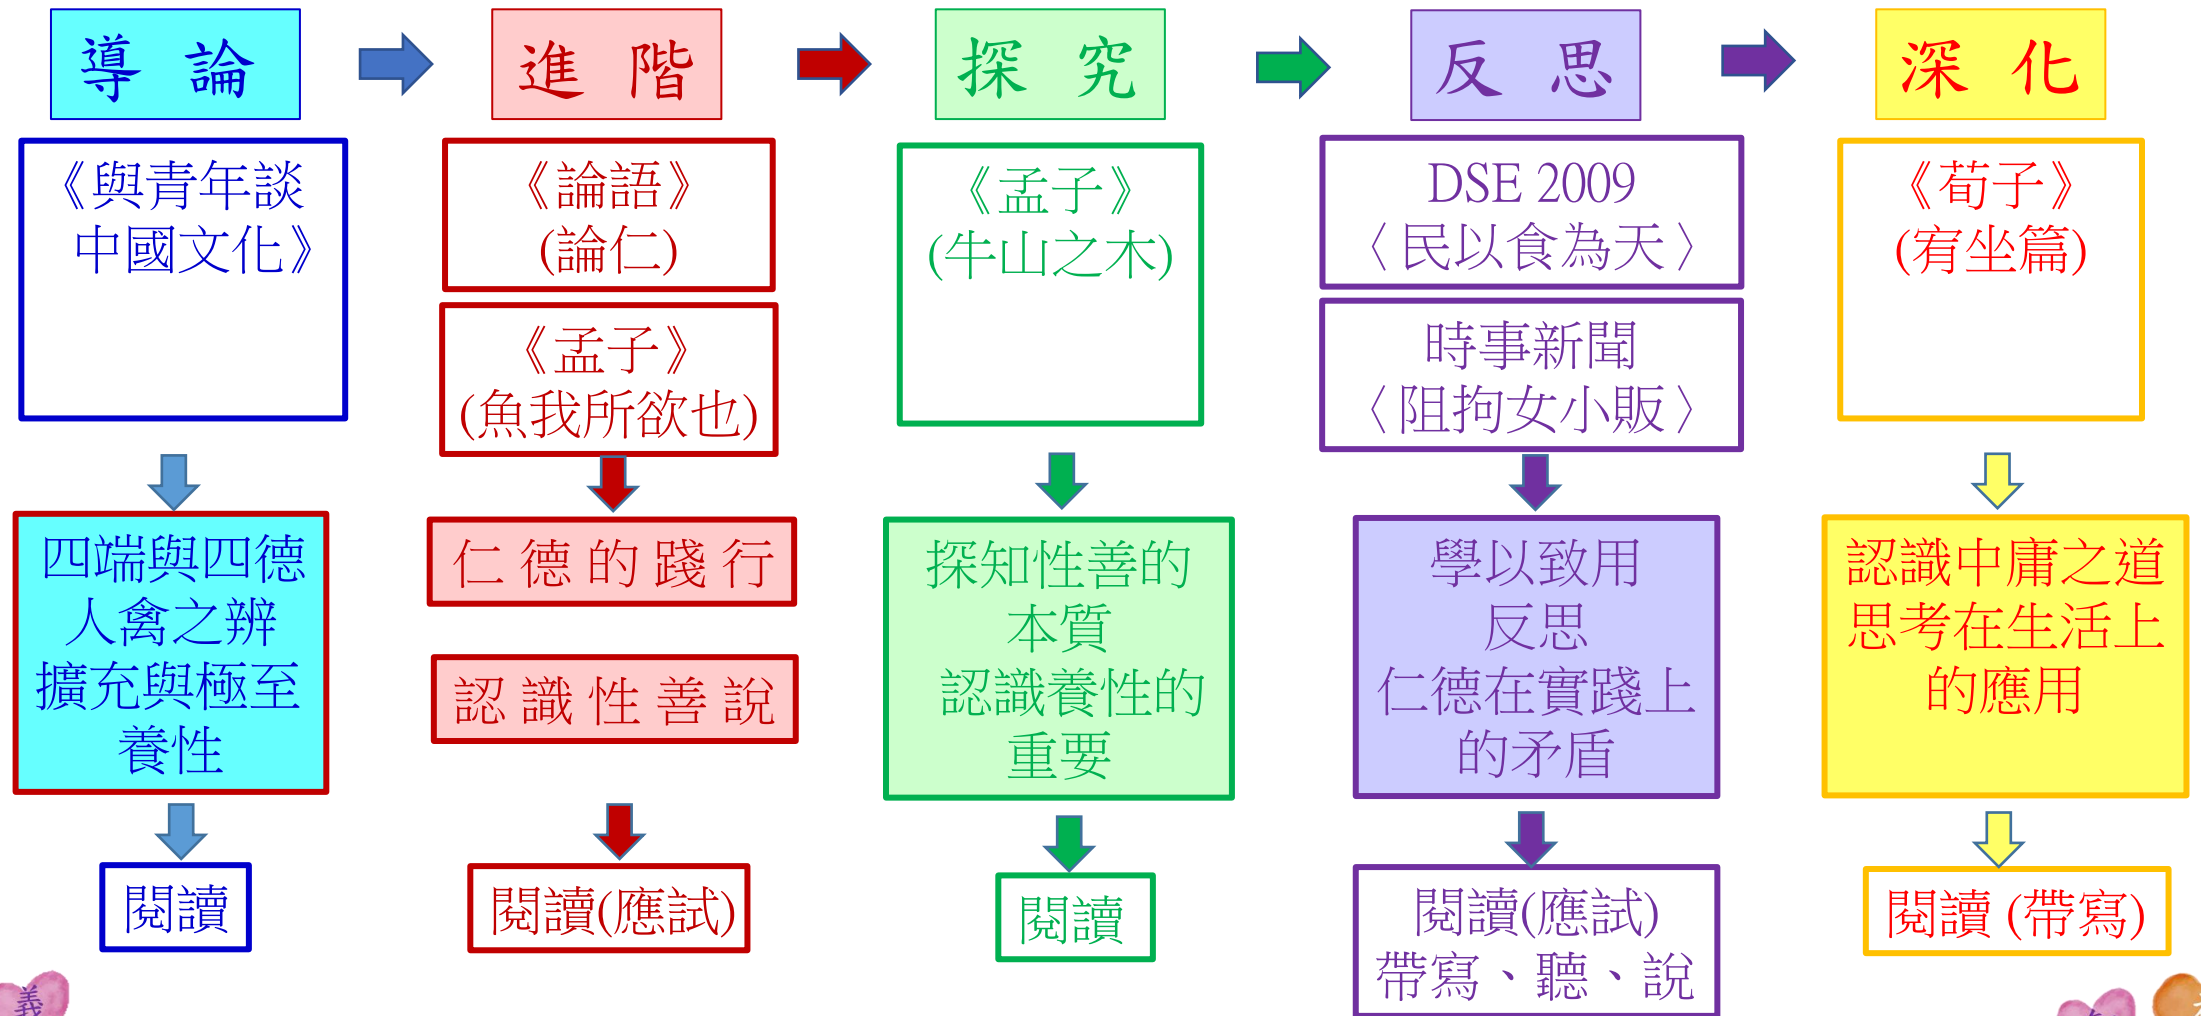 導 論
進 階
探 究
反 思
深 化
《與青年談
中國文化》
《論語》
(論仁)
《孟子》
(魚我所欲也)
《孟子》
(牛山之木)
DSE 2009
〈民以食為天〉
時事新聞
〈阻拘女小販〉
《荀子》
(宥坐篇)
四端與四德
人禽之辨
擴充與極至
養性
仁 德 的 踐 行
認 識 性 善 說
探知性善的
本質
認識養性的
重要
學以致用
反思
仁德在實踐上
的矛盾
認識中庸之道
思考在生活上
的應用
閱讀
閱讀(應試)
閱讀
閱讀(應試)
帶寫、聽、說
閱讀 (帶寫)
義